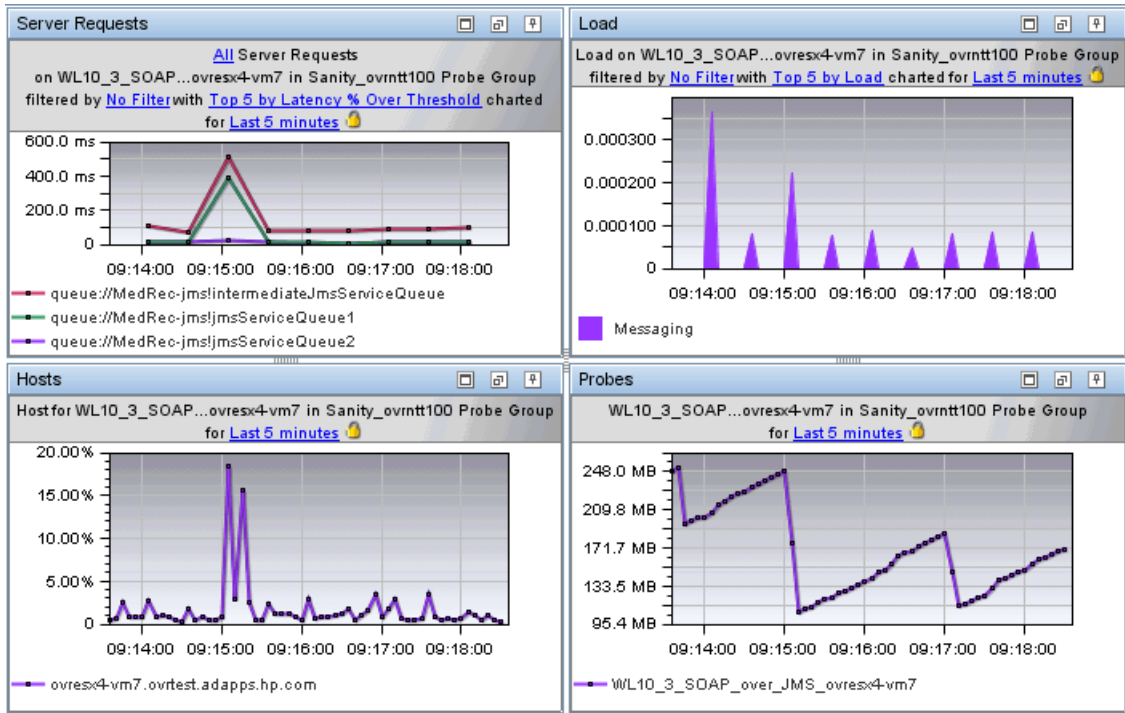 Server Requests
All Server Requests
on WL10_3_SOAP...ovresx4-vm7 in Sanity_ovrntt100 Probe Group
filtered by No Filter with Top 5 by Latency % Over Threshold charted
for Last 5 minutes
600.0 ms
400.0 ms
200.0 ms
0
09:14:00 09:15:00 09:16:00 09:17:00 09:18:00
queue://MedRec-jms!intermediateJmsServiceQueue
queue://MedRec-jms!jmsServiceQueue1
queue://MedRec-jms!jmsServiceQueue2
Load
Load on WL10_3_SOAP...ovresx4-vm7 in Sanity_ovrntt100 Probe Group
filtered by No Filter with Top 5 by Load charted for Last 5 minutes
0.000300
0.000200
0.000100
0
09:14:00 09:15:00 09:16:00 09:17:00 09:18:00
Messaging
Hosts
Host for WL10_3_SOAP...ovresx4-vm7 in Sanity_ovrntt100 Probe Group
for Last 5 minutes
20.00%
15.00%
10.00%
5.00%
0
09:14:00 09:15:00 09:16:00 09:17:00 09:18:00
ovresx4-vm7.ovrtest.adapps.hp.com
Probes
WL10_3_SOAP...ovresx4-vm7 in Sanity_ovrntt100 Probe Group
for Last 5 minutes
248.0 MB
209.8 MB
171.7 MB
133.5 MB
95.4 MB
09:14:00 09:15:00 09:16:00 09:17:00 09:18:00
WL10_3_SOAP_over_JMS_ovresx4-vm7